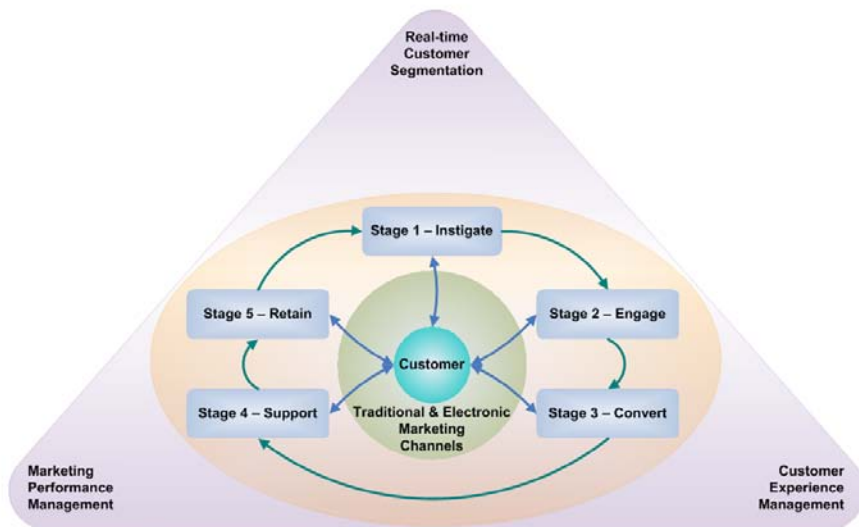 Real-time
Customer
Segmentation
Stage 1 – Instigate
Stage 5 – Retain
Stage 2 – Engage
Customer
Stage 4 – Support
Traditional & Electronic
Marketing
Channels
Stage 3 – Convert
Marketing
Performance
Management
Customer
Experience
Management